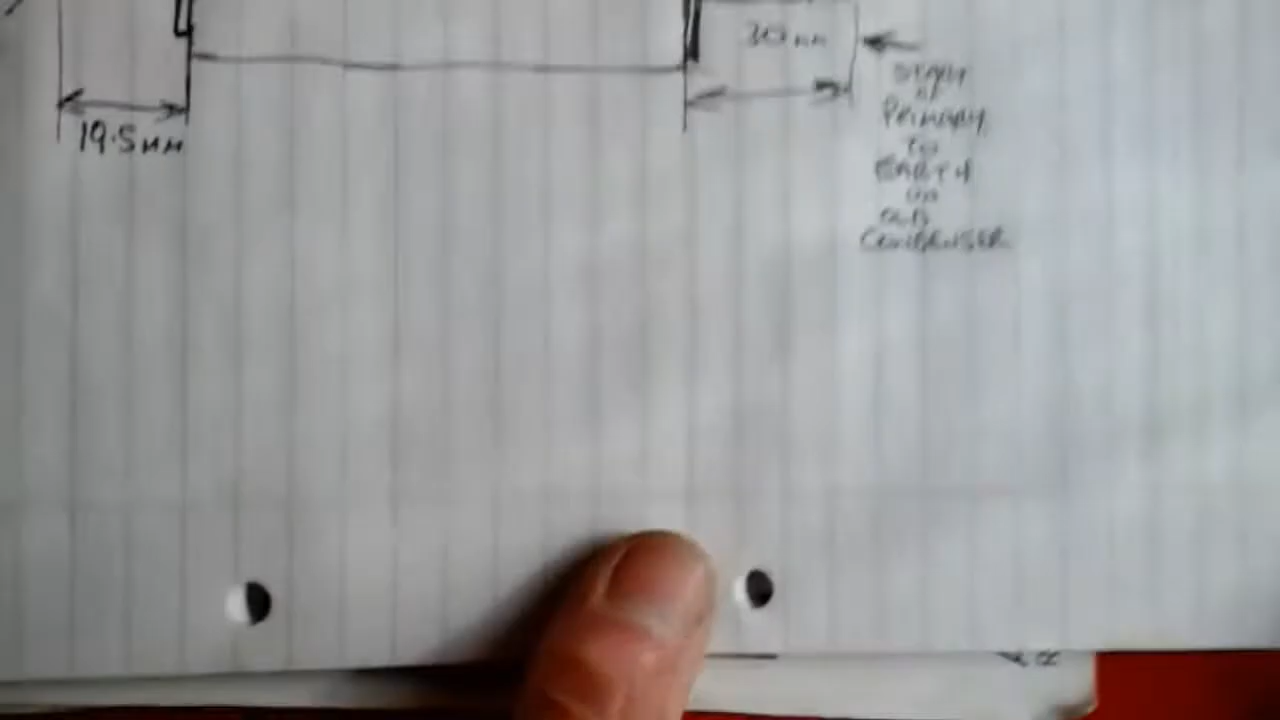 30mm
19.5mm
START
OF
PRIMARY
TO
EARTH
ON
OLD
CONDENSER